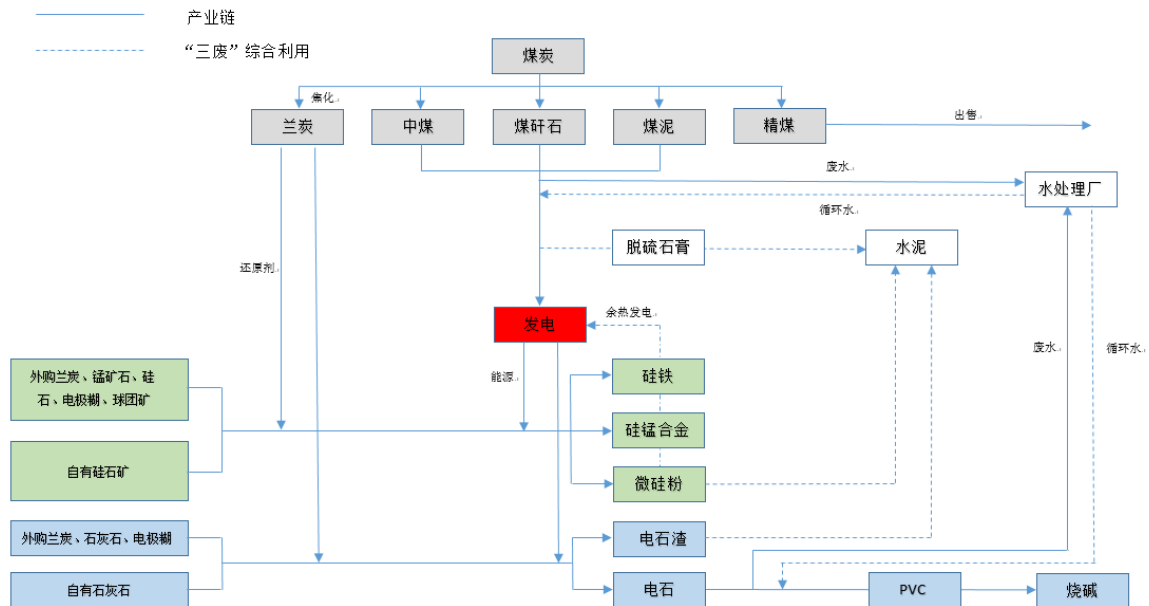 产业链
“三废”综合利用
煤炭
焦化
兰炭
中煤
煤矸石
煤泥
精煤
出售
废水
水处理厂
循环水
脱硫石膏
水泥
还原剂
发电
余热发电
废水
循环水
能源
外购兰炭、锰矿石、硅
石、电极糊、球团矿
硅铁
硅锰合金
自有硅石矿
微硅粉
外购兰炭、石灰石、电极糊
电石渣
自有石灰石
电石
PVC
烧碱